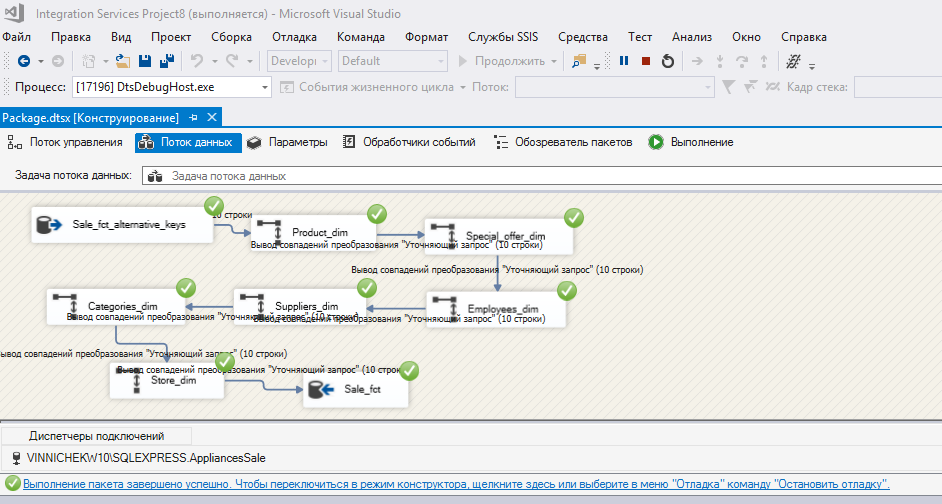 Integration Services Project8 (выполняется) - Microsoft Visual Studio
Файл Правка Вид Проект Сборка Отладка Команда Формат Службы SSIS Средства Тест Анализ Окно Справка
Developi Default Продолжить
Процесс: [17196] DtsDebugHost.exe События жизненного цикла Поток: Кадр стека:
Package.dtsx [Конструирование]
Поток управления Поток данных Параметры Обработчики событий Обозреватель пакетов Выполнение
Задача потока данных: Задача потока данных
Sale_fct_alternative_keys 10 строки Product_dim Special_offer_dim
Вывод совпадений преобразования "Уточняющий запрос" (10 строки)
Вывод совпадений преобразования "Уточняющий запрос" (10 строки)
Categories_dim Suppliers_dim Employees_dim
Вывод совпадений преобразования "Уточняющий запрос" (10 строки)
Вывод совпадений преобразования "Уточняющий запрос" (10 строки)
ывод совпадений преобразования "Уточняющий запрос" (10 строки)
Вывод совпадений преобразования "Уточняющий запрос" (10 строки)
Store_dim Sale_fct
Диспетчеры подключений
VINNICHEKW10\SQLEXPRESS.AppliancesSale
Выполнение пакета завершено успешно. Чтобы переключиться в режим конструктора, щелкните здесь или выберите в меню "Отладка" команду "Остановить отладку".